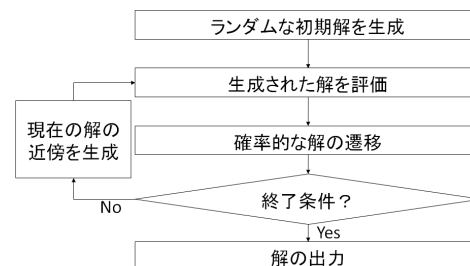 ランダムな初期解を生成
生成された解を評価
現在の解の
近傍を生成
確率的な解の遷移
終了条件？
No
Yes
解の出力